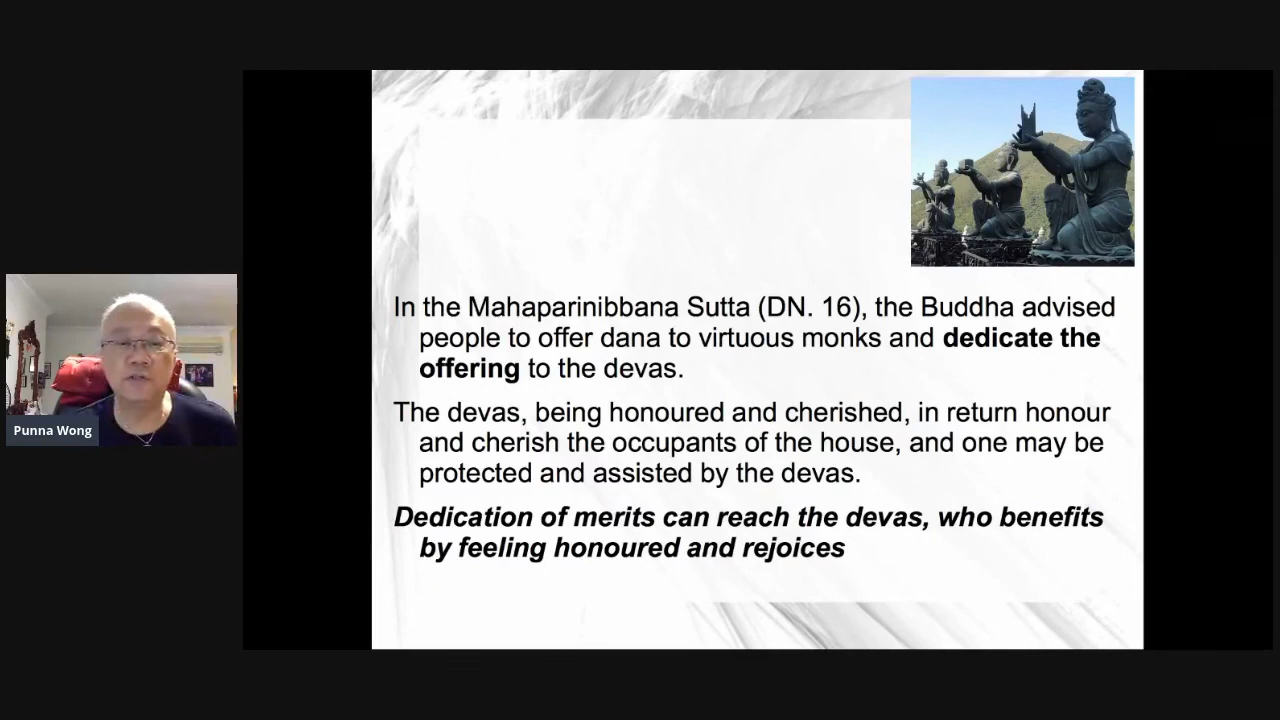 In the Mahaparinibbana Sutta (DN. 16), the Buddha advised
people to offer dana to virtuous monks and dedicate the
offering to the devas.
The devas, being honoured and cherished, in return honour
and cherish the occupants of the house, and one may be
protected and assisted by the devas.
Dedication of merits can reach the devas, who benefits
by feeling honoured and rejoices
Punna Wong